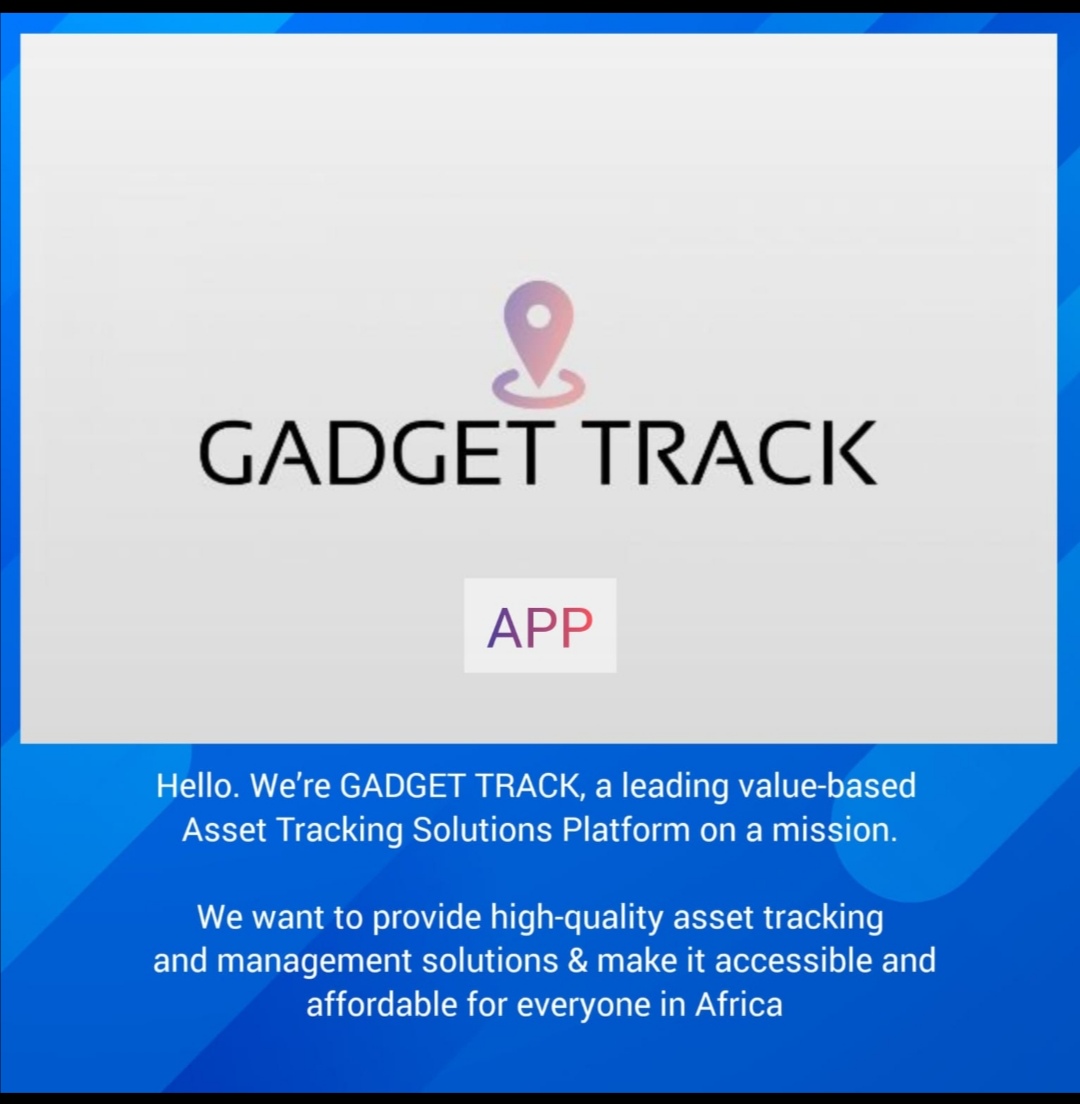 GADGET TRACK
APP
Hello. We’re GADGET TRACK, a leading value-based
Asset Tracking Solutions Platform on a mission.
We want to provide high-quality asset tracking
and management solutions & make it accessible and
affordable for everyone in Africa